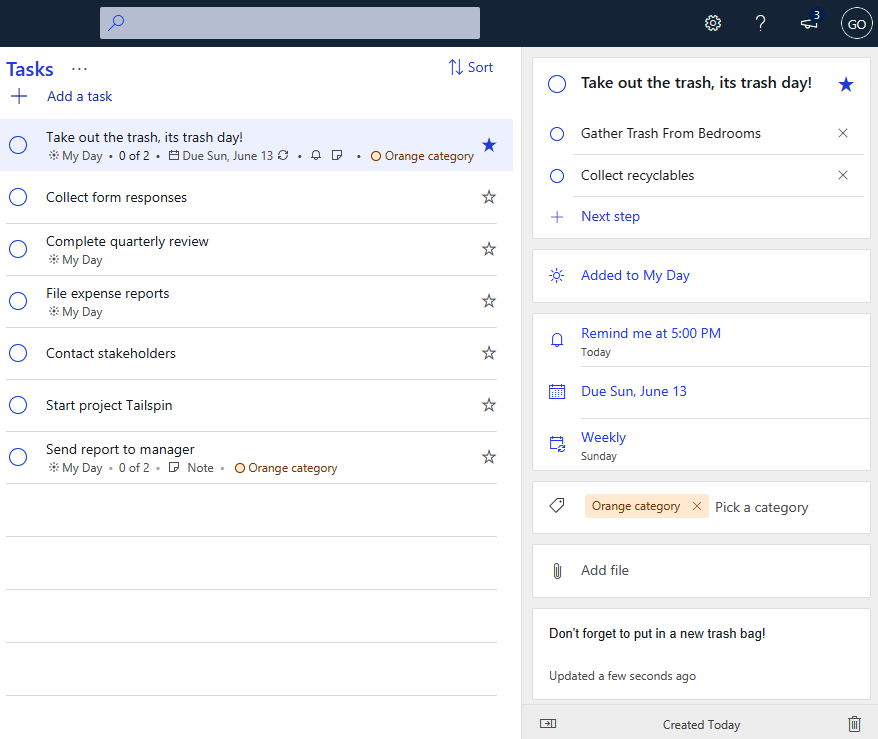 3
GO
Tasks ...
Sort
Add a task
Take out the trash, its trash day!
My Day • 0 of 2 • Due Sun, June 13 • • Orange category
Collect form responses
Complete quarterly review
My Day
File expense reports
My Day
Contact stakeholders
Start project Tailspin
Send report to manager
My Day • 0 of 2 • Note • Orange category
Take out the trash, its trash day!
Gather Trash From Bedrooms
Collect recyclables
Next step
Added to My Day
Remind me at 5:00 PM
Today
Due Sun, June 13
Weekly
Sunday
Orange category Pick a category
Add file
Don't forget to put in a new trash bag!
Updated a few seconds ago
Created Today